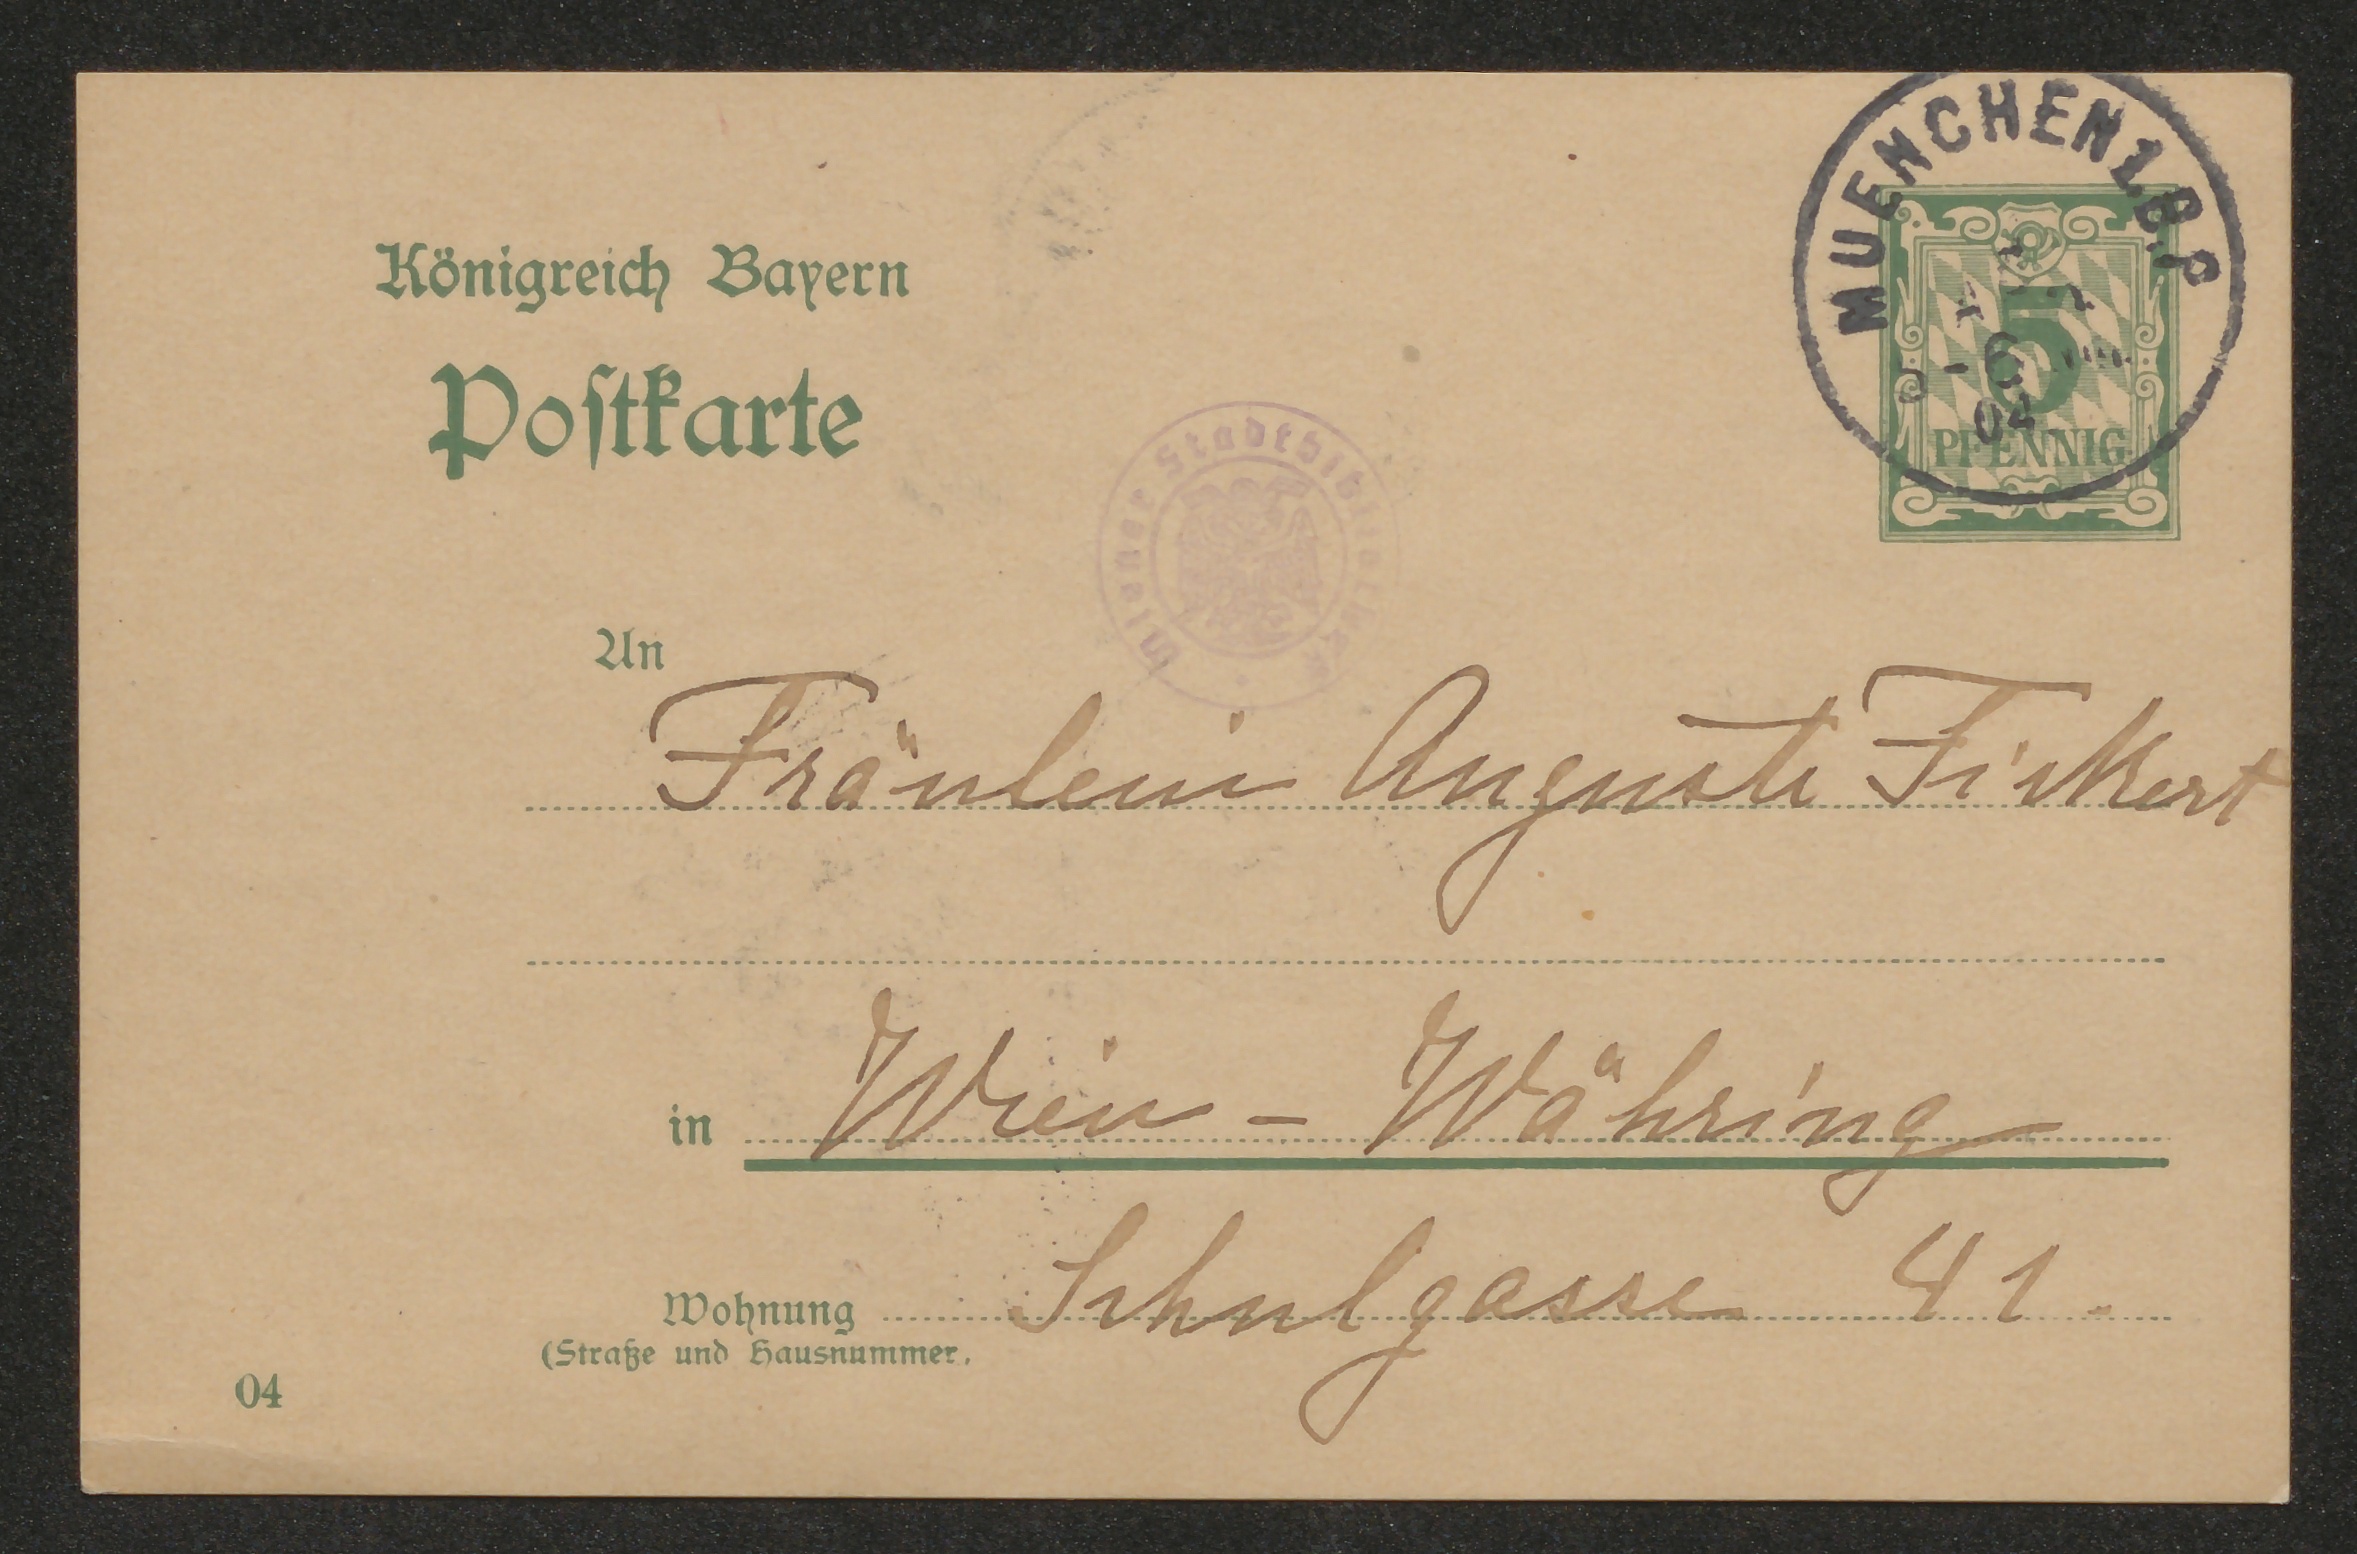 MUENCHEN 1. B.P
6
04
5
PFENNIG
Königreich Bayern
Postkarte
Wiener Stadtbibliothek
An
Fräulein Auguste Fickert
in Wien - Währing
Wohnung Schulgasse 41.
(Straße und Hausnummer.
04